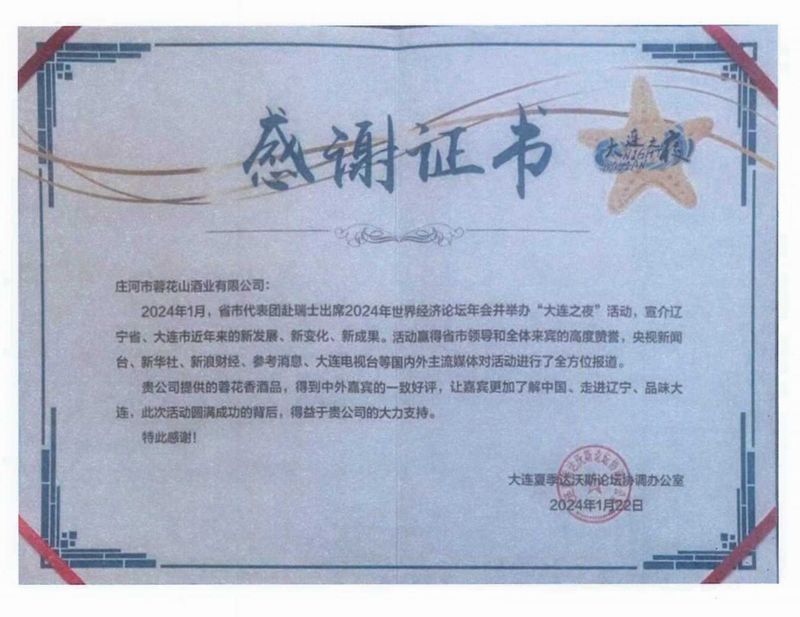 感谢证书
大连之夜
庄河市蓉花山酒业有限公司：
2024年1月，省市代表团赴瑞士出席2024年世界经济论坛年会并举办“大连之夜”活动，宣介辽
宁省、大连市近年来的新发展、新变化、新成果。活动赢得省市领导和全体来宾的高度赞誉，央视新闻
台、新华社、新浪财经、参考消息、大连电视台等国内外主流媒体对活动进行了全方位报道。
贵公司提供的蓉花香酒品，得到中外嘉宾的一致好评，让嘉宾更加了解中国、走进辽宁、品味大
连，此次活动圆满成功的背后，得益于贵公司的大力支持。
特此感谢！
大连夏季达沃斯论坛协调办公室
2024年1月22日